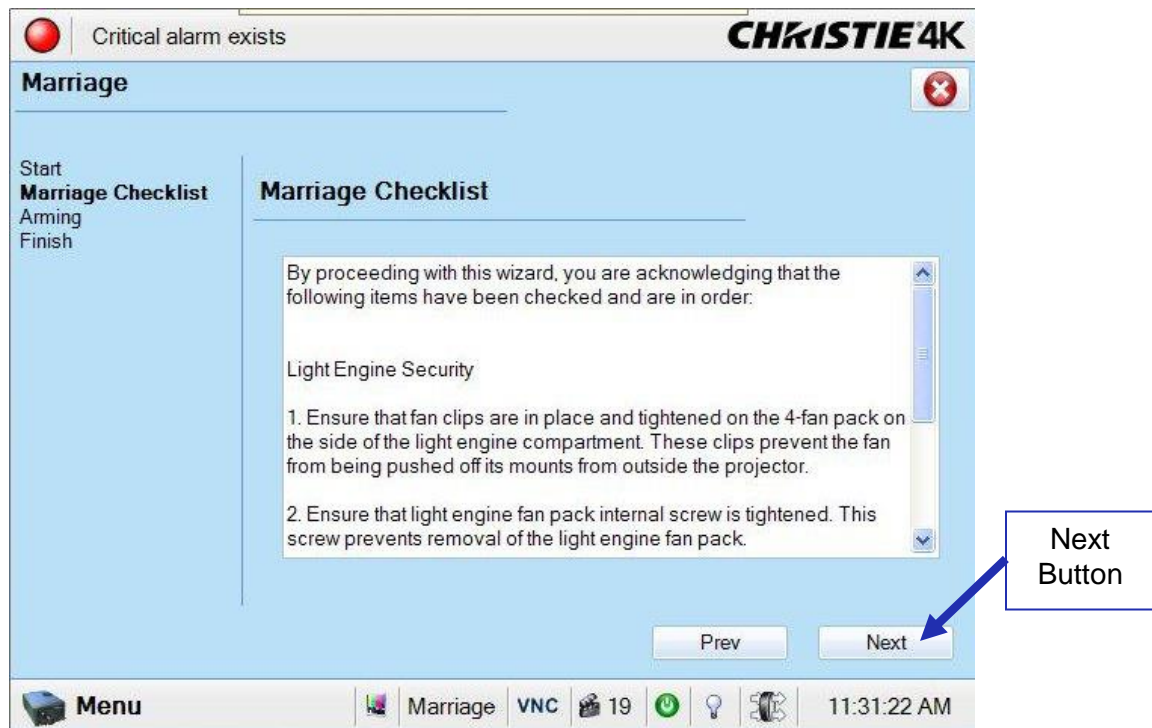 Critical alarm exists
CHRISTIE 4K
Marriage
Start
Marriage Checklist
Arming
Finish
Marriage Checklist
By proceeding with this wizard, you are acknowledging that the
following items have been checked and are in order:
Light Engine Security
1. Ensure that fan clips are in place and tightened on the 4-fan pack on
the side of the light engine compartment. These clips prevent the fan
from being pushed off its mounts from outside the projector.
2. Ensure that light engine fan pack internal screw is tightened. This
screw prevents removal of the light engine fan pack.
Prev
Next
Next
Button
Menu
Marriage
VNC
19
11:31:22 AM